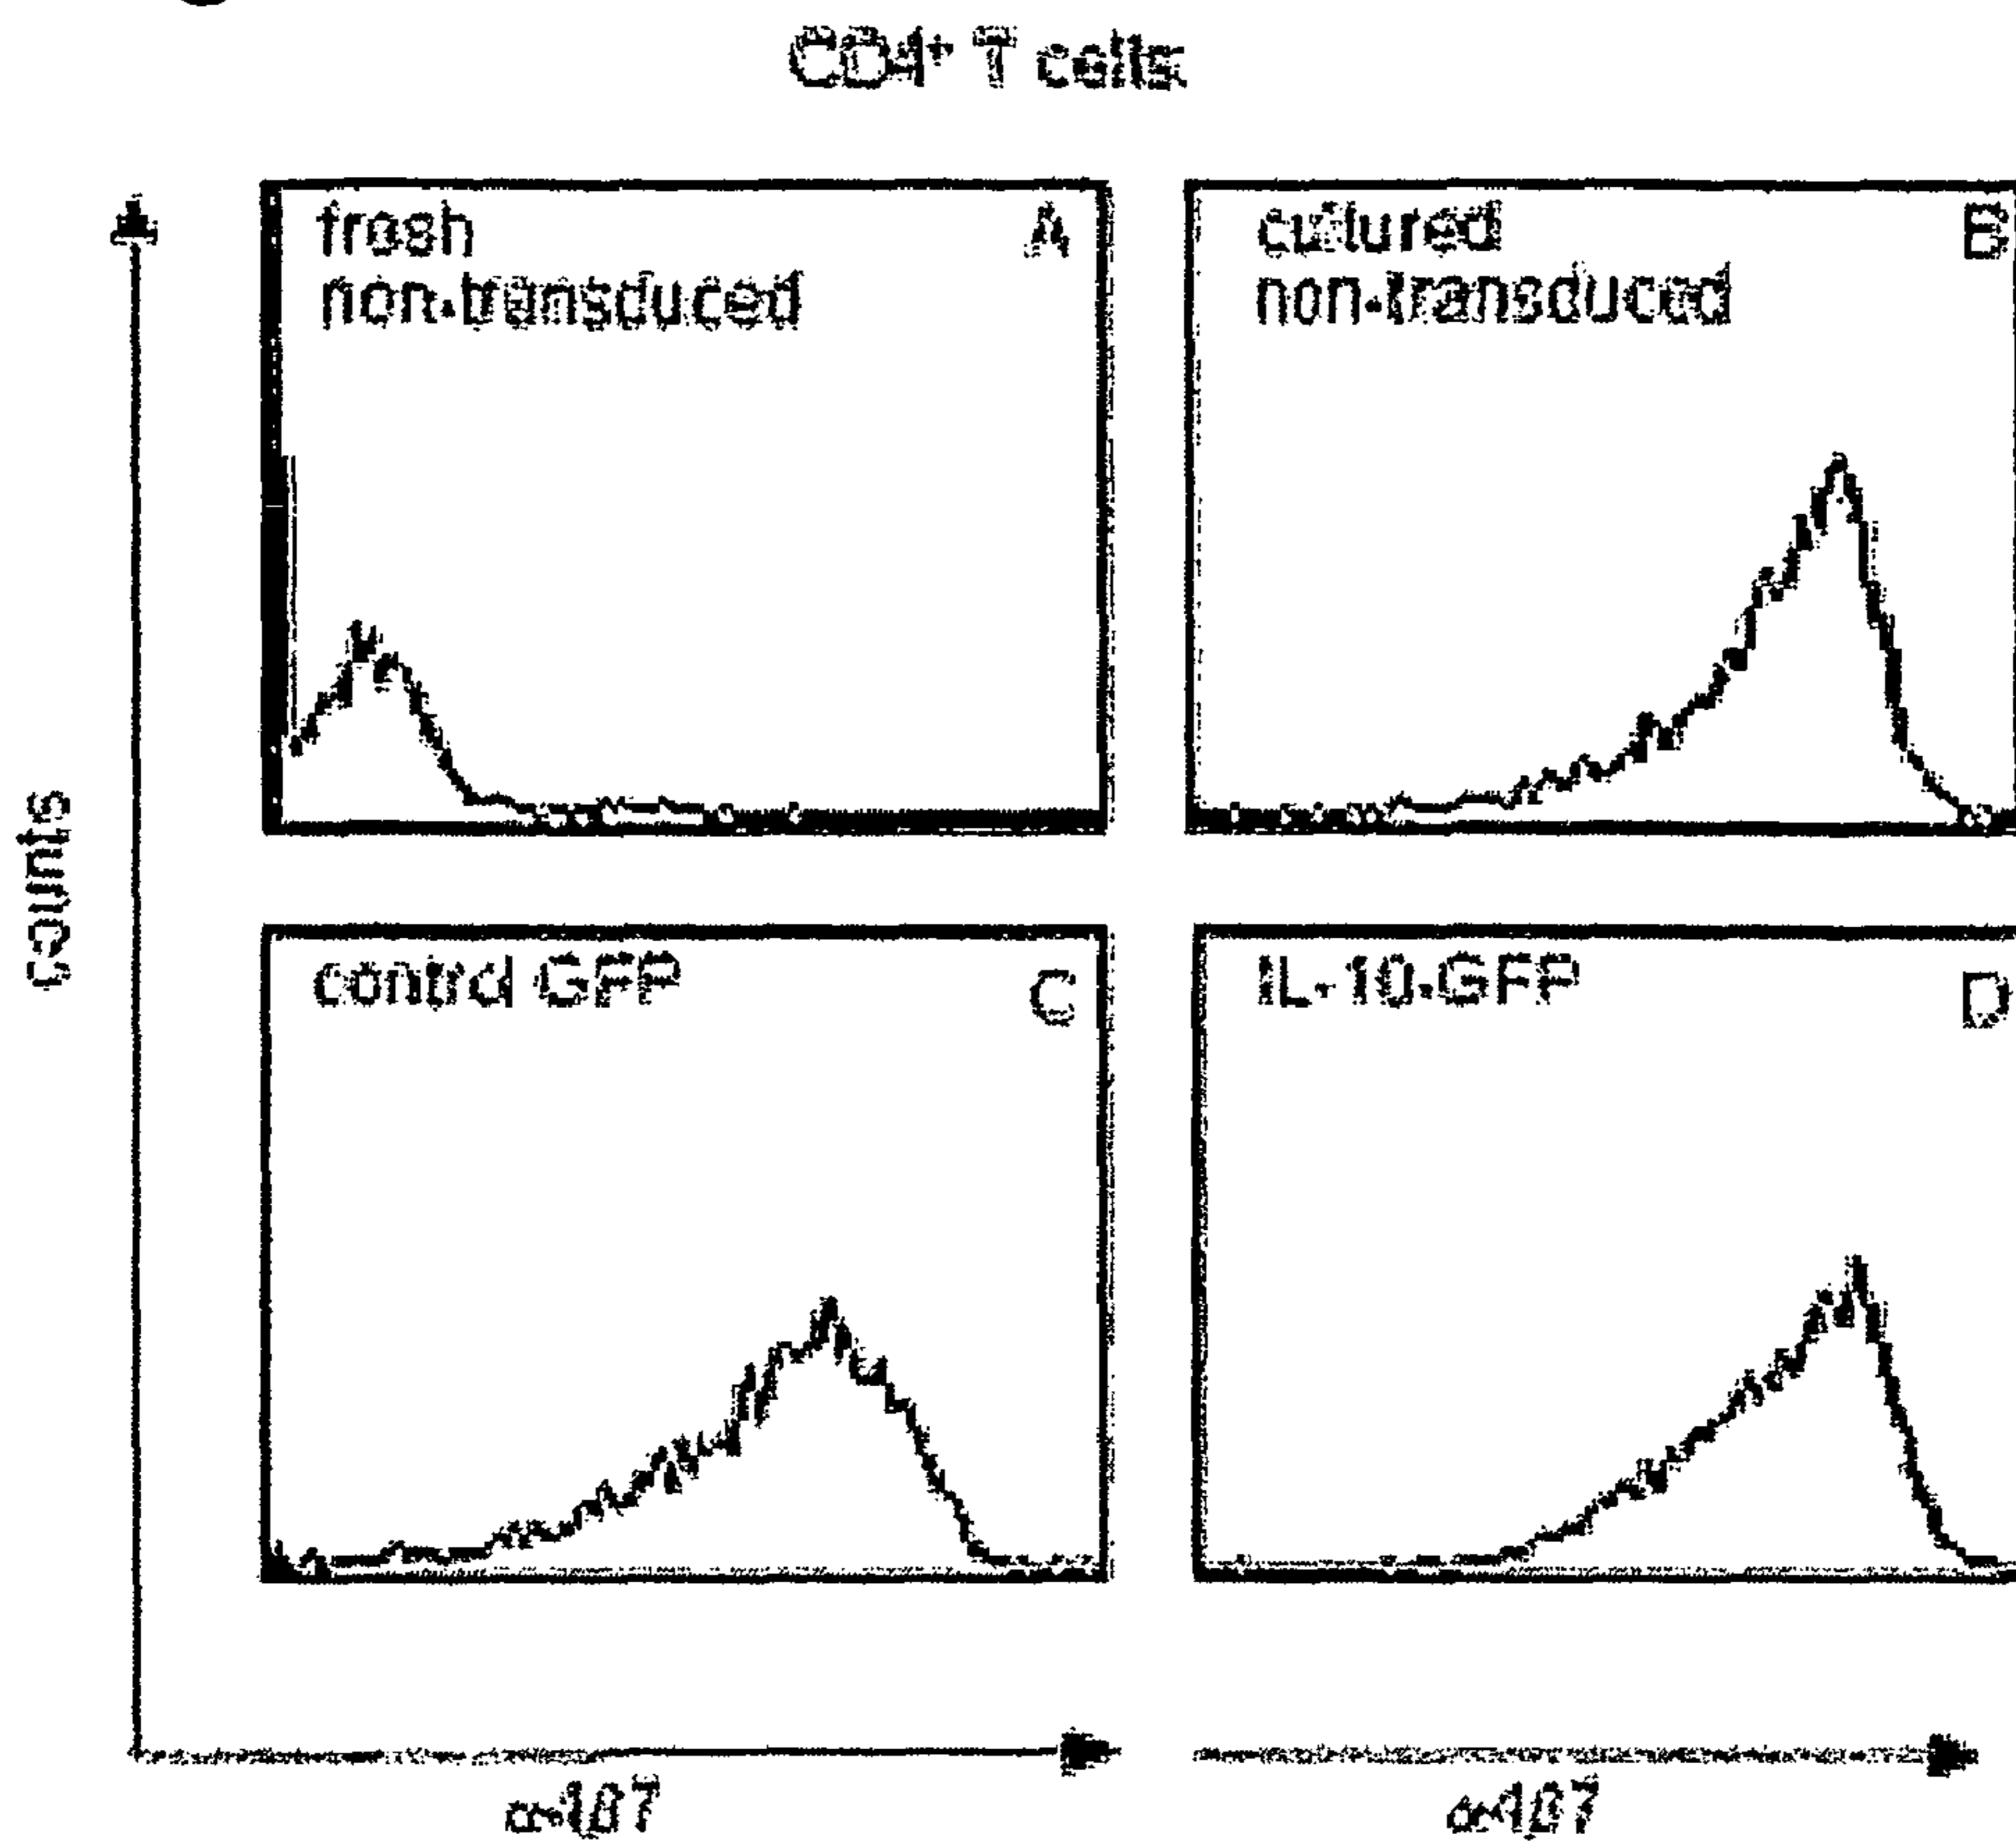 CD4⁺ T cells
fresh
non-transduced
A
cultured
non-transduced
B
counts
control GFP
C
IL-10-GFP
D
α4β7
α4β7